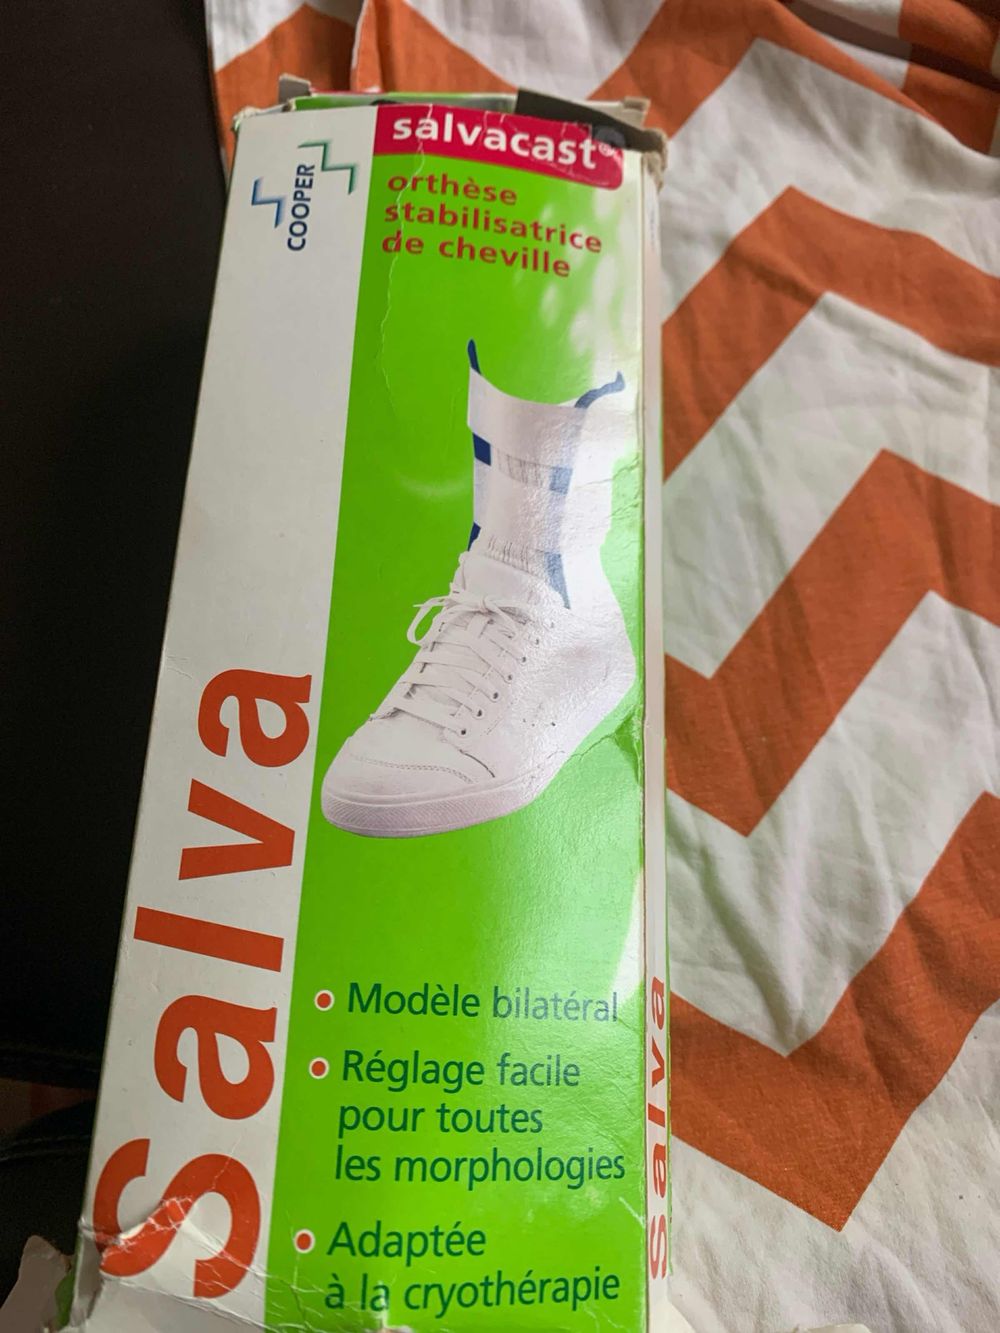 COOPER
salvacast®
orthèse
stabilisatrice
de cheville
Salva
• Modèle bilatéral
• Réglage facile
pour toutes
les morphologies
• Adaptée
à la cryothérapie
Salva